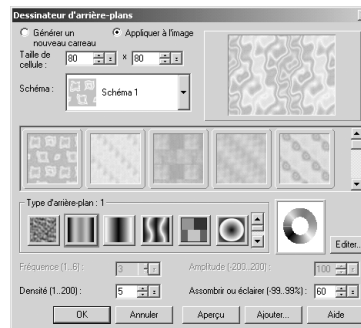 Dessinateur d'arrière-plans
Générer un nouveau carreau
Appliquer à l'image
Taille de cellule :
80 x 80
Schéma :
Schéma 1
Type d'arrière-plan : 1
Editer...
Fréquence (1..6) : 3
Amplitude (-200..200) : 100
Densité (1..200) : 5
Assombrir ou éclairer (-99..99%) : 60
OK
Annuler
Aperçu
Ajouter...
Aide